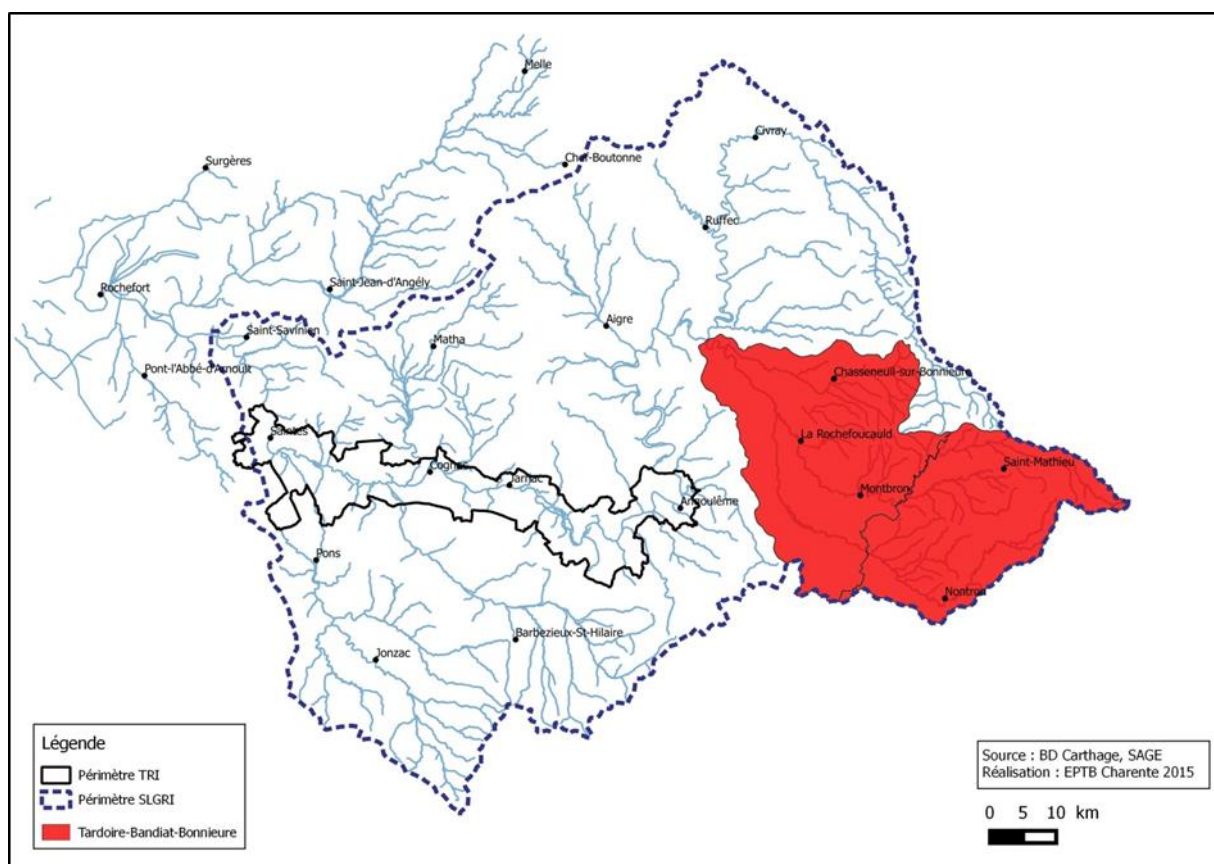 Melle
Civray
Chef-Boutonne
Surgères
Ruffec
Saint-Jean-d'Angély
Rochefort
Aigre
Saint-Savinien
Matha
Pont-l'Abbé-d'Arnoult
Chasseneuil-sur-Bonnieure
Saintes
La Rochefoucauld
Cognac
Saint-Mathieu
Jarnac
Montbron
Angoulême
Pons
Nontron
Barbezieux-St-Hilaire
Jonzac
Légende
Périmètre TRI
Périmètre SLGRI
Tardoire-Bandiat-Bonnieure
Source : BD Carthage, SAGE
Réalisation : EPTB Charente 2015
0 5 10 km